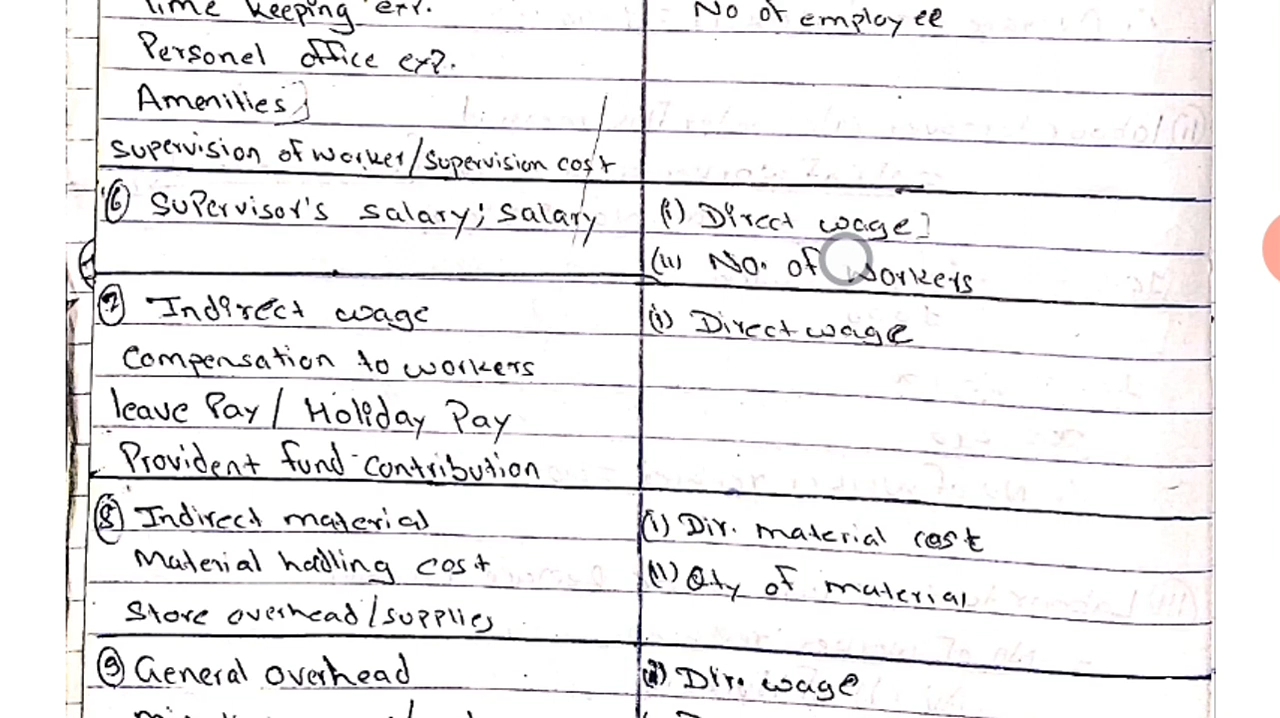 Time keeping exp.
No of employee
Personel office exp.
Amenities
Supervision of worker/supervision cost
(6) Supervisor's salary; salary
(i) Direct wage
(ii) No. of workers
(7) Indirect wage
(i) Direct wage
Compensation to workers
leave Pay / Holiday Pay
Provident fund contribution
(8) Indirect material
(i) Dir. material cost
Material hadling cost
(ii) Qty of material
Store overhead/supplies
(9) General overhead
Dir. wage